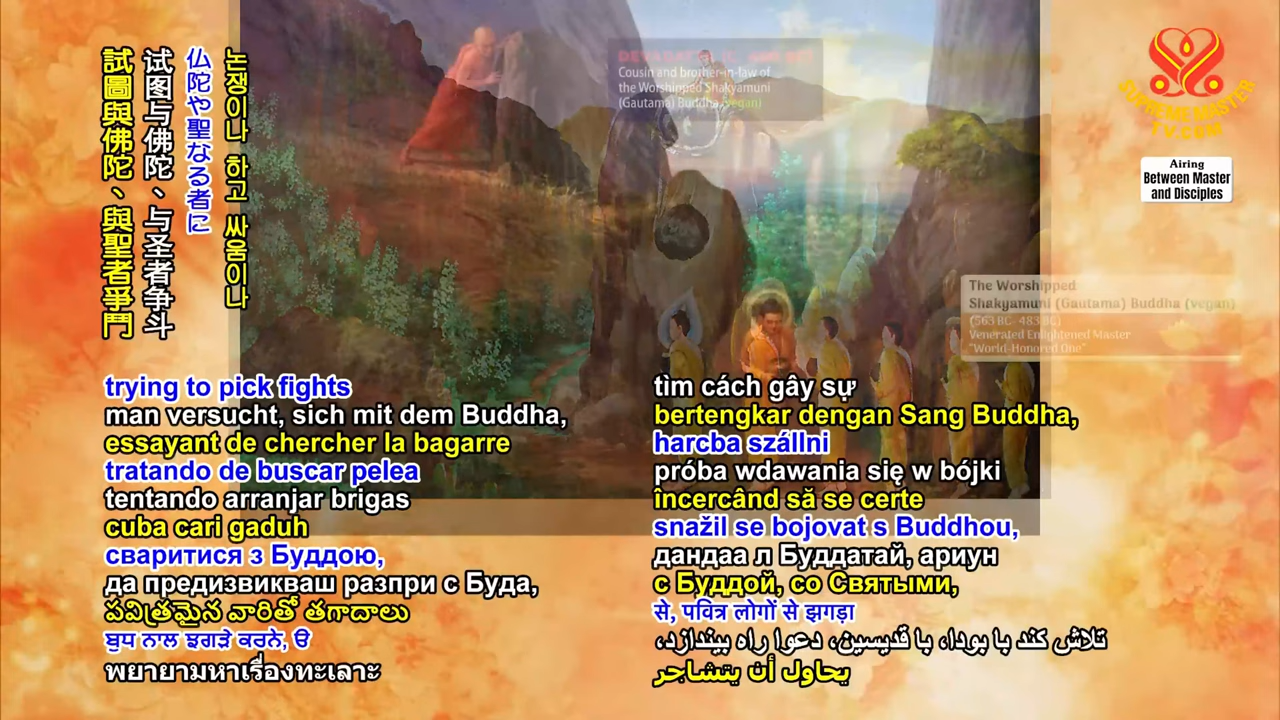 논쟁이나 하고 싸움이나
仏陀や聖なる者に
试图与佛陀、与圣者争斗
試圖與佛陀、與聖者爭鬥
Cousin and brother-in-law of
the Worshipped Shakyamuni
(Gautama) Buddha (vegan)
SUPREMEMASTER
TV.COM
Airing
Between Master
and Disciples
The Worshipped
Shakyamuni (Gautama) Buddha (vegan)
(563 BC-483 BC)
Venerated Enlightened Master
"World-Honored One"
trying to pick fights
man versucht, sich mit dem Buddha,
essayant de chercher la bagarre
tratando de buscar pelea
tentando arranjar brigas
cuba cari gaduh
сваритися з Буддою,
да предизвикваш разпри с Буда,
పవిత్రమైన వారితో తగాదాలు
ਬੁਧ ਨਾਲ ਝਗੜੇ ਕਰਨੇ, ੳ
พยายามหาเรื่องทะเลาะ
tìm cách gây sự
bertengkar dengan Sang Buddha,
harcba szállni
próba wdawania się w bójki
încercând să se certe
snažil se bojovat s Buddhou,
дандаа л Буддатай, ариун
с Буддой, со Святыми,
से, पवित्र लोगों से झगड़ा
تلاش کند با بودا، با قدیسین، دعوا راه بیندازد،
يحاول أن يتشاجر